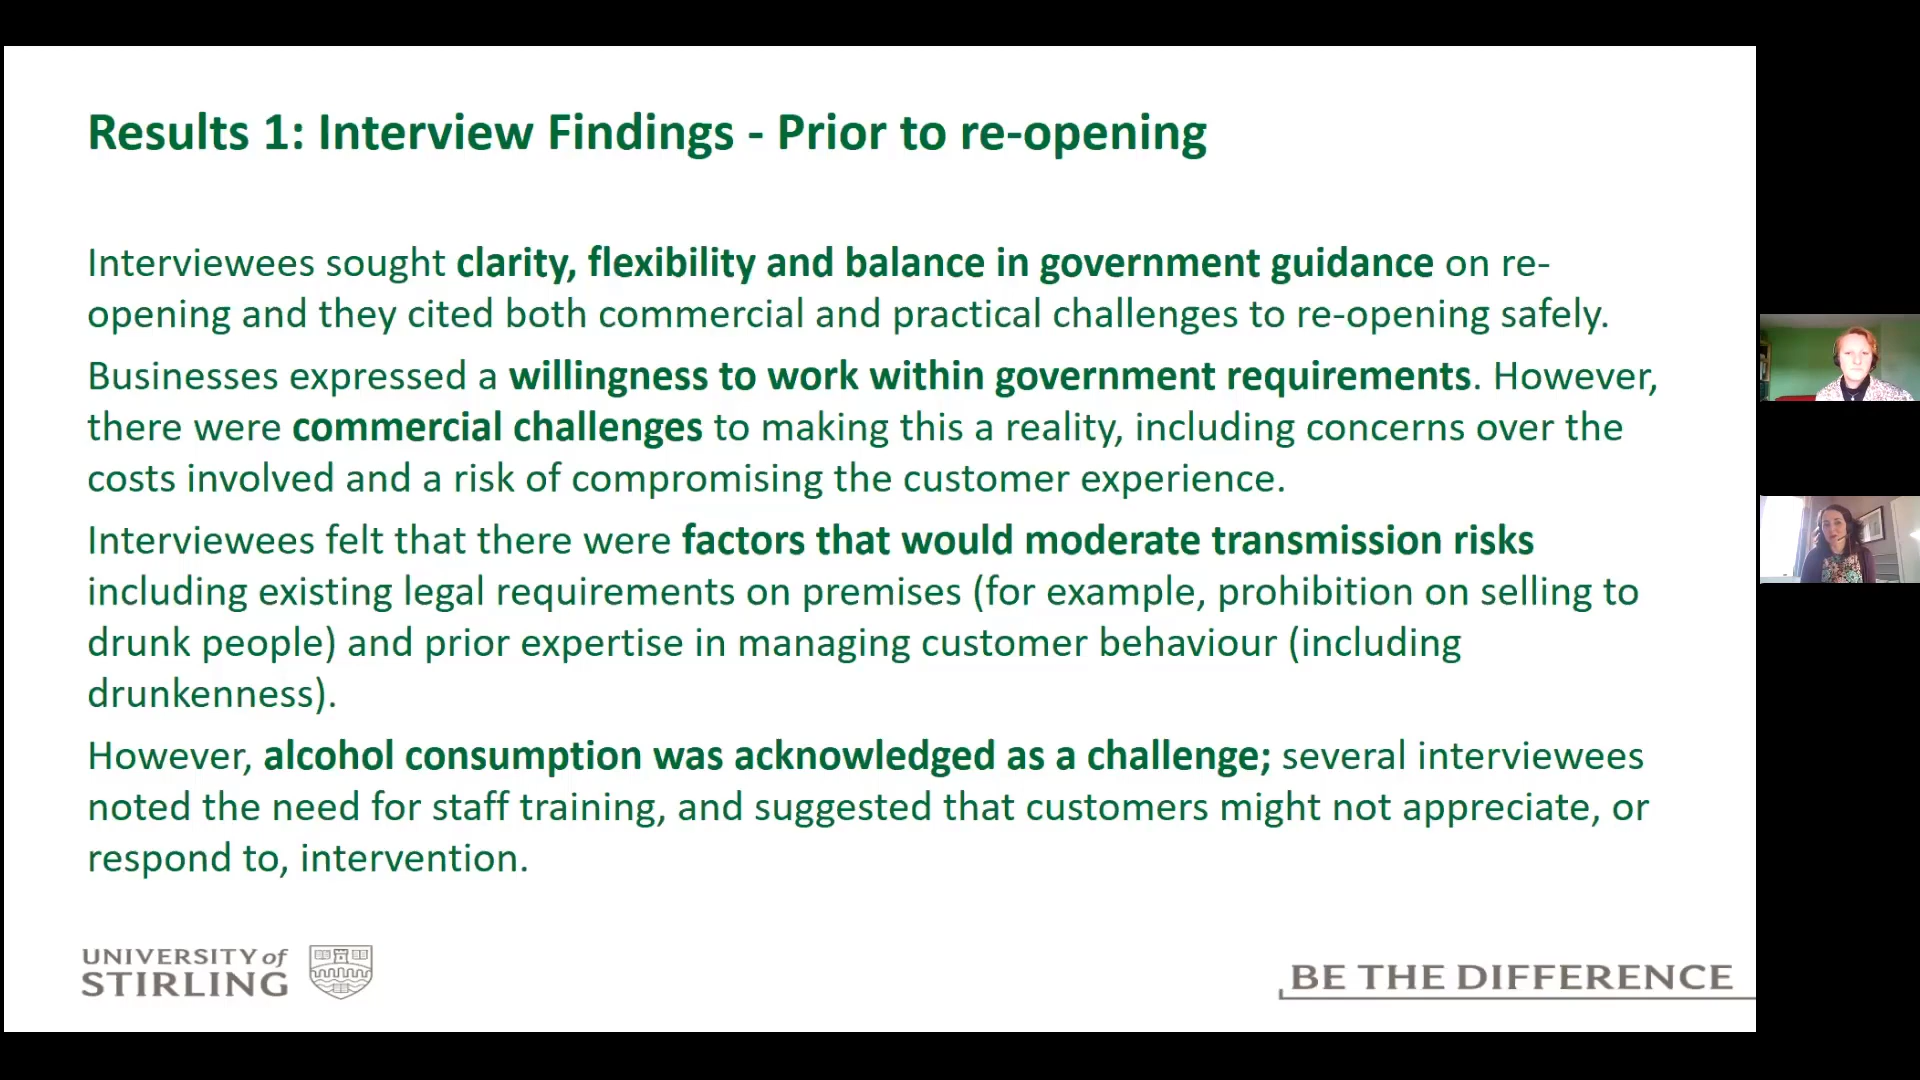 Results 1: Interview Findings - Prior to re-opening
Interviewees sought clarity, flexibility and balance in government guidance on re-
opening and they cited both commercial and practical challenges to re-opening safely.
Businesses expressed a willingness to work within government requirements. However,
there were commercial challenges to making this a reality, including concerns over the
costs involved and a risk of compromising the customer experience.
Interviewees felt that there were factors that would moderate transmission risks
including existing legal requirements on premises (for example, prohibition on selling to
drunk people) and prior expertise in managing customer behaviour (including
drunkenness).
However, alcohol consumption was acknowledged as a challenge; several interviewees
noted the need for staff training, and suggested that customers might not appreciate, or
respond to, intervention.
UNIVERSITY of
STIRLING
BE THE DIFFERENCE